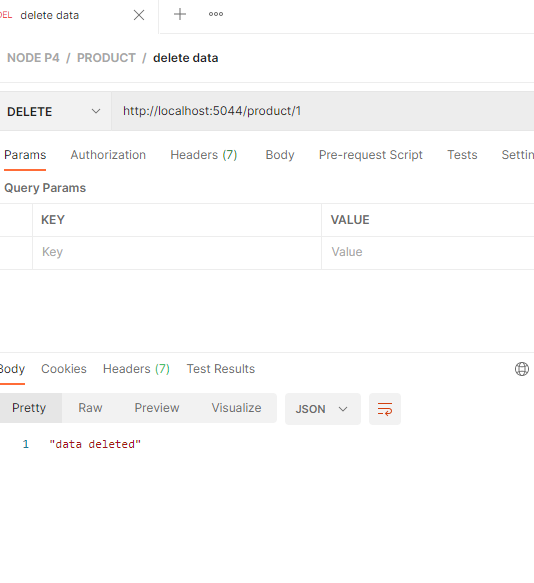 DEL delete data
NODE P4 / PRODUCT / delete data
DELETE http://localhost:5044/product/1
Params Authorization Headers (7) Body Pre-request Script Tests Settin
Query Params
KEY VALUE
Key Value
Body Cookies Headers (7) Test Results
Pretty Raw Preview Visualize JSON
1 "data deleted"